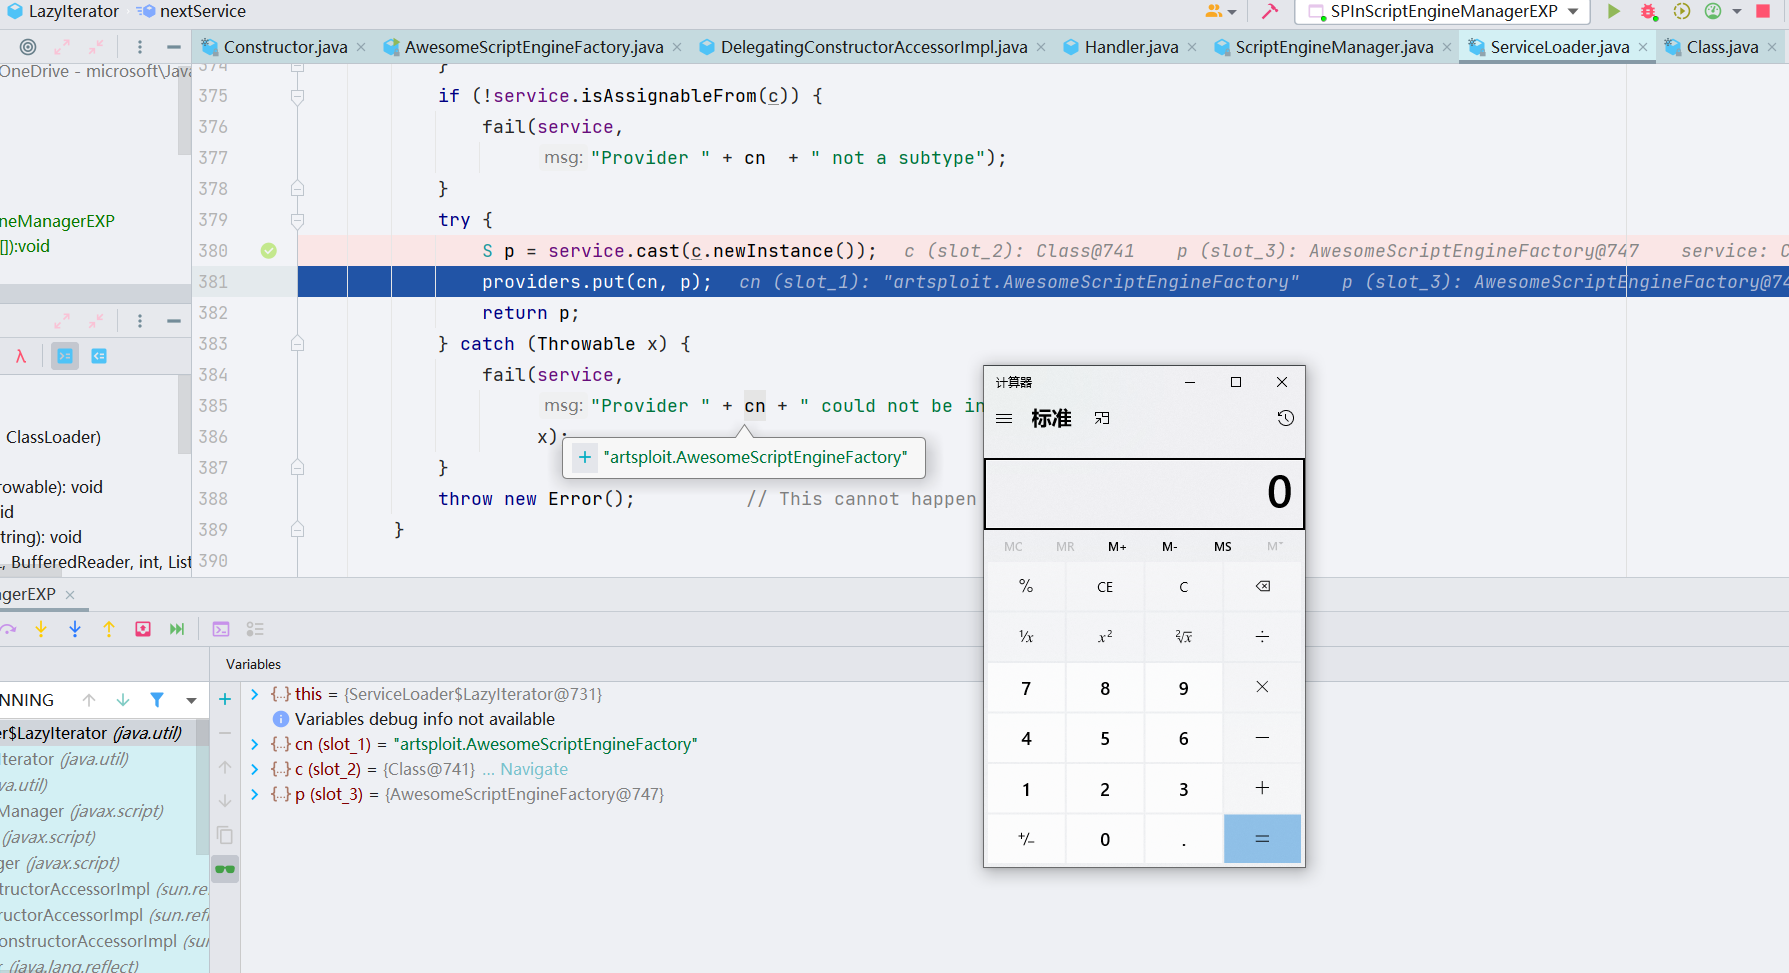 LazyIterator nextService
SPInScriptEngineManagerEXP
Constructor.java AwesomeScriptEngineFactory.java DelegatingConstructorAccessorImpl.java Handler.java ScriptEngineManager.java ServiceLoader.java Class.java
OneDrive - microsoft\Java
374 }
375 if (!service.isAssignableFrom(c)) {
376 fail(service,
377 msg: "Provider " + cn + " not a subtype");
378 }
379 try {
380 S p = service.cast(c.newInstance()); c (slot_2): Class@741 p (slot_3): AwesomeScriptEngineFactory@747 service: C
381 providers.put(cn, p); cn (slot_1): "artsploit.AwesomeScriptEngineFactory" p (slot_3): AwesomeScriptEngineFactory@74
382 return p;
383 } catch (Throwable x) {
384 fail(service,
385 msg: "Provider " + cn + " could not be in
386 x);
387 }
388 throw new Error(); // This cannot happen
389 }
390
"artsploit.AwesomeScriptEngineFactory"
neManagerEXP
[]):void
λ
ClassLoader)
rowable): void
id
tring): void
, BufferedReader, int, List
gerEXP
Variables
NNING
r$LazyIterator (java.util)
Iterator (java.util)
va.util)
Manager (javax.script)
(javax.script)
ger (javax.script)
tructorAccessorImpl (sun.ref
ructorAccessorImpl (sun.refl
onstructorAccessorImpl (su
r (java.lang.reflect)
this = {ServiceLoader$LazyIterator@731}
Variables debug info not available
cn (slot_1) = "artsploit.AwesomeScriptEngineFactory"
c (slot_2) = {Class@741} ... Navigate
p (slot_3) = {AwesomeScriptEngineFactory@747}
计算器
标准
0
MC MR M+ M- MS M˅
% CE C
¹/x x² ²√x ÷
7 8 9 ×
4 5 6 −
1 2 3 +
+/− 0 . =